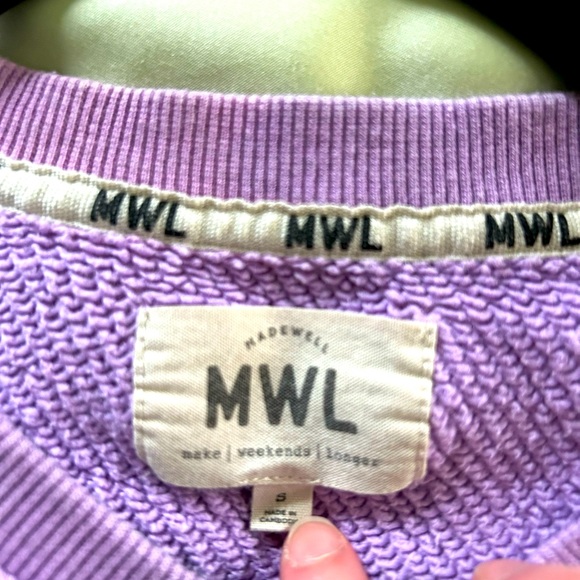 MWL MWL MWL
MADEWELL
MWL
make | weekends | longer
S
MADE IN
CAMBODIA